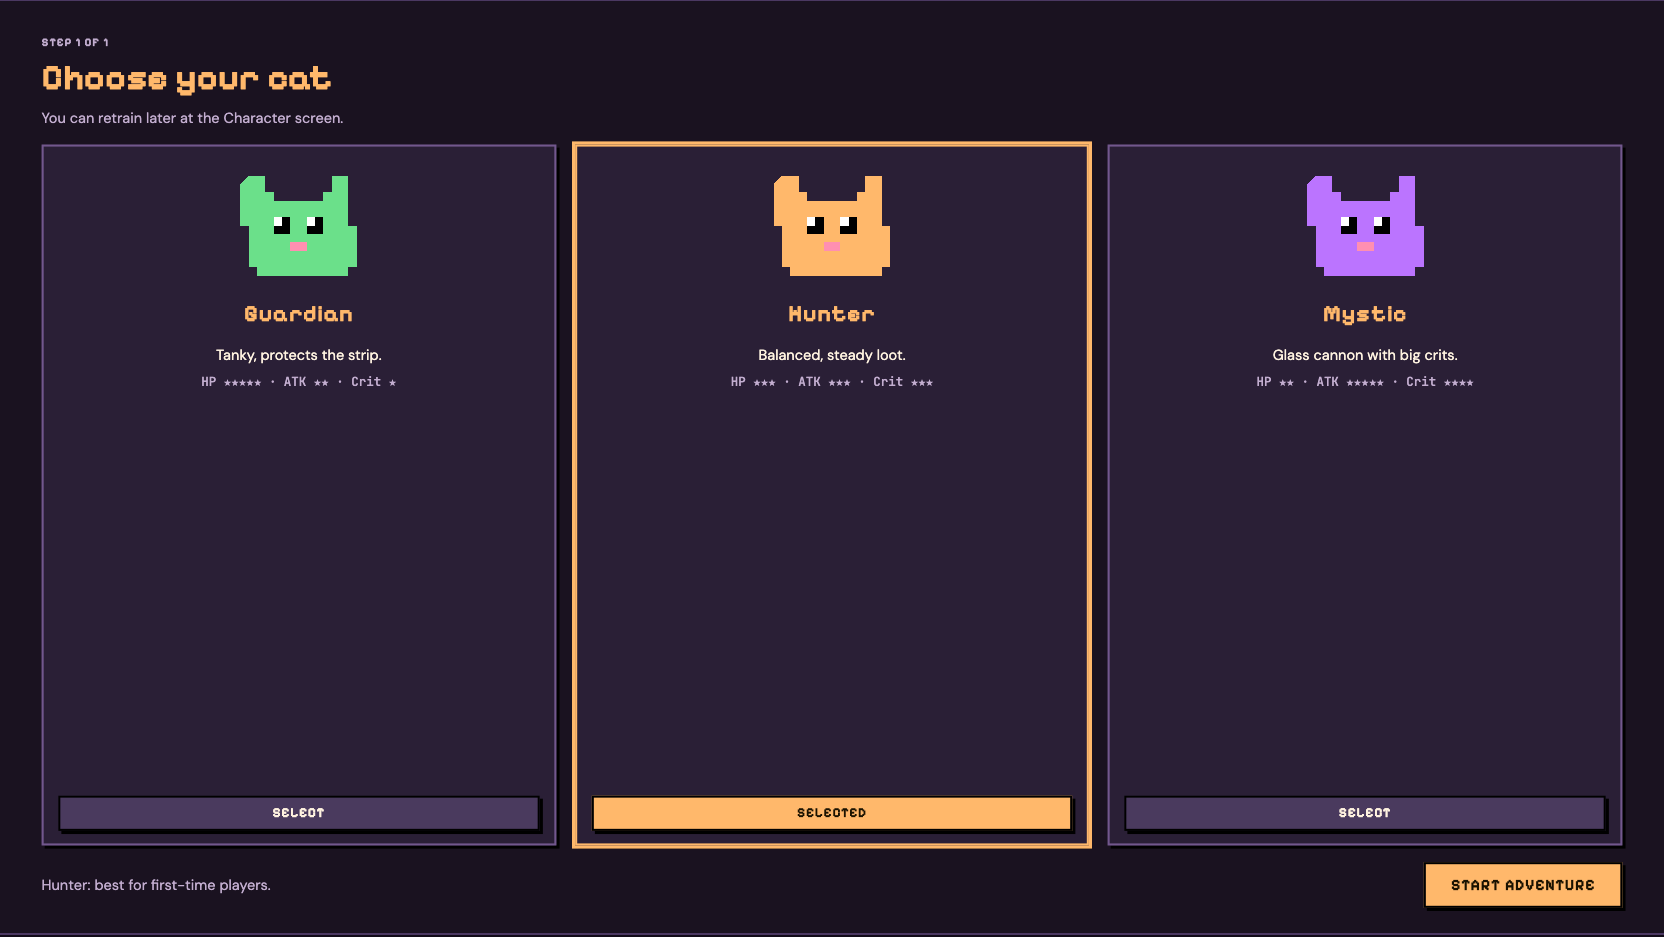 STEP 1 OF 1
Choose your cat
You can retrain later at the Character screen.
Guardian
Tanky, protects the strip.
HP ★★★★★ · ATK ★★ · Crit ★
SELECT
Hunter
Balanced, steady loot.
HP ★★★ · ATK ★★★ · Crit ★★★
SELECTED
Mystic
Glass cannon with big crits.
HP ★★ · ATK ★★★★★ · Crit ★★★★
SELECT
Hunter: best for first-time players.
START ADVENTURE